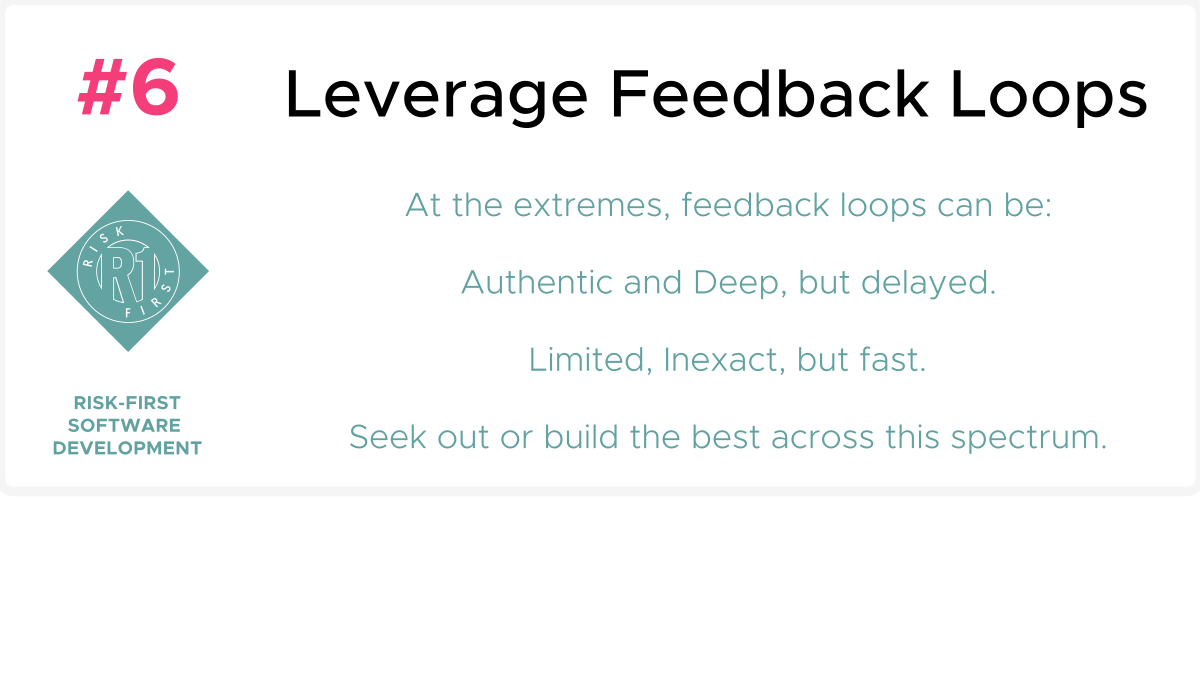 #6
Leverage Feedback Loops
At the extremes, feedback loops can be:
Authentic and Deep, but delayed.
Limited, Inexact, but fast.
Seek out or build the best across this spectrum.
RISK
R1
FIRST
RISK-FIRST
SOFTWARE
DEVELOPMENT